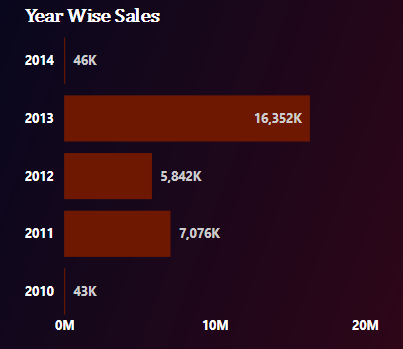 Year Wise Sales
2014 46K
2013 16,352K
2012 5,842K
2011 7,076K
2010 43K
0M 10M 20M